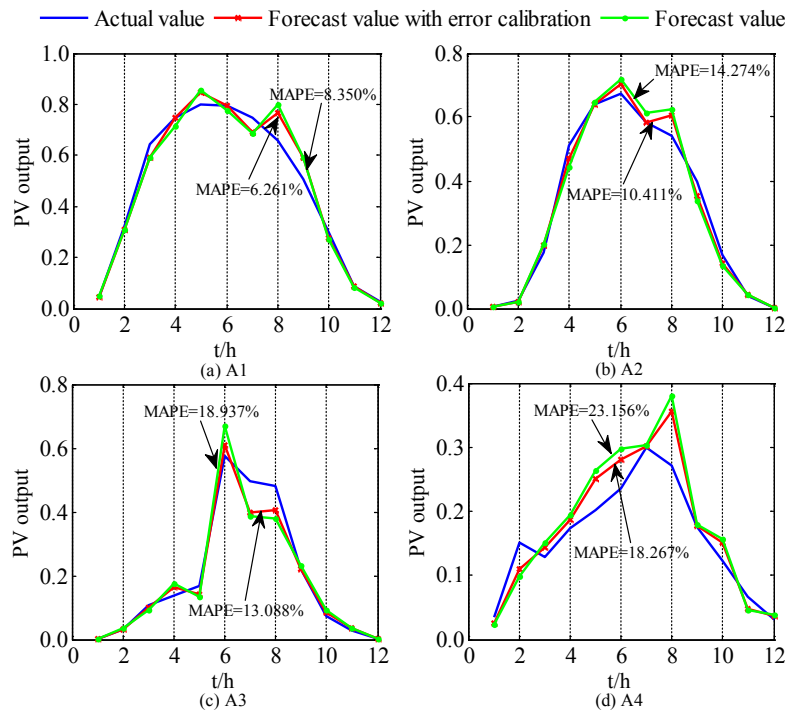 Actual value Forecast value with error calibration Forecast value
1.0
0.8
0.6
0.4
0.2
0.0
PV output
MAPE=8.350%
MAPE=6.261%
0 2 4 6 8 10 12
t/h
(a) A1
0.8
0.6
0.4
0.2
0.0
PV output
MAPE=14.274%
MAPE=10.411%
0 2 4 6 8 10 12
t/h
(b) A2
0.8
0.6
0.4
0.2
0.0
PV output
MAPE=18.937%
MAPE=13.088%
0 2 4 6 8 10 12
t/h
(c) A3
0.4
0.3
0.2
0.1
0.0
PV output
MAPE=23.156%
MAPE=18.267%
0 2 4 6 8 10 12
t/h
(d) A4